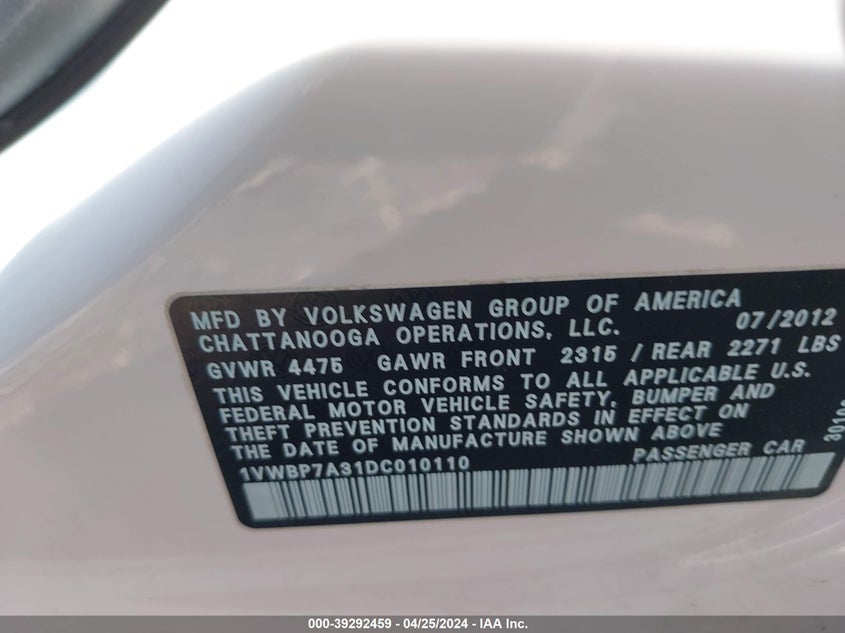 MFD BY VOLKSWAGEN GROUP OF AMERICA
CHATTANOOGA OPERATIONS, LLC. 07/2012
GVWR 4475 GAWR FRONT 2315 / REAR 2271 LBS
THIS VEHICLE CONFORMS TO ALL APPLICABLE U.S.
FEDERAL MOTOR VEHICLE SAFETY, BUMPER AND
THEFT PREVENTION STANDARDS IN EFFECT ON
THE DATE OF MANUFACTURE SHOWN ABOVE
1VWBP7A31DC010110 PASSENGER CAR
000-39292459 - 04/25/2024 - IAA Inc.